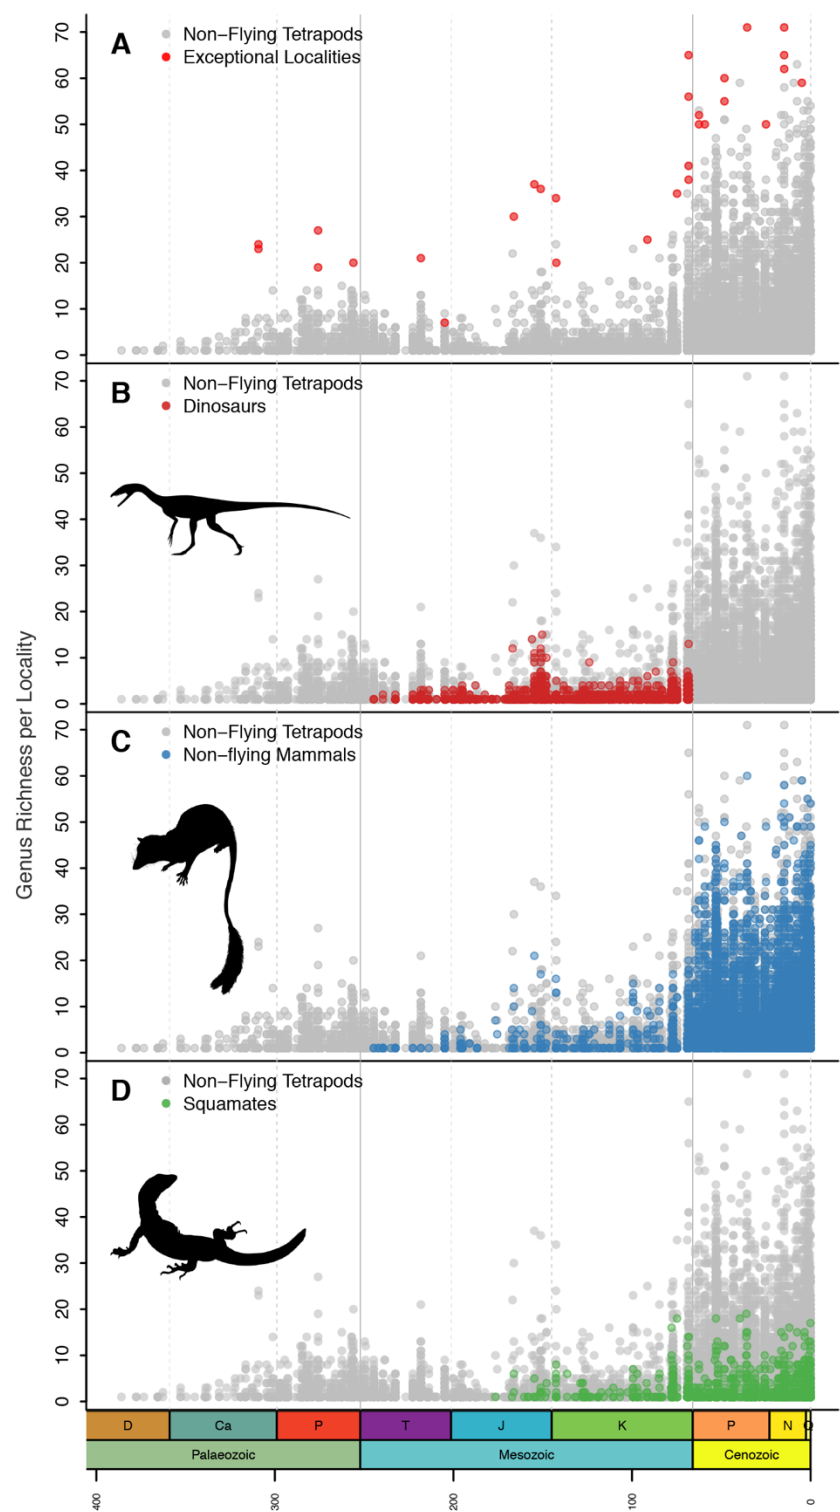 A
Non−Flying Tetrapods
Exceptional Localities
70
60
50
40
30
20
10
0
B
Non−Flying Tetrapods
Dinosaurs
70
60
50
40
30
20
10
0
Genus Richness per Locality
C
Non−Flying Tetrapods
Non-flying Mammals
70
60
50
40
30
20
10
0
D
Non−Flying Tetrapods
Squamates
70
60
50
40
30
20
10
0
D Ca P T J K P N Q
Palaeozoic Mesozoic Cenozoic
400 300 200 100 0